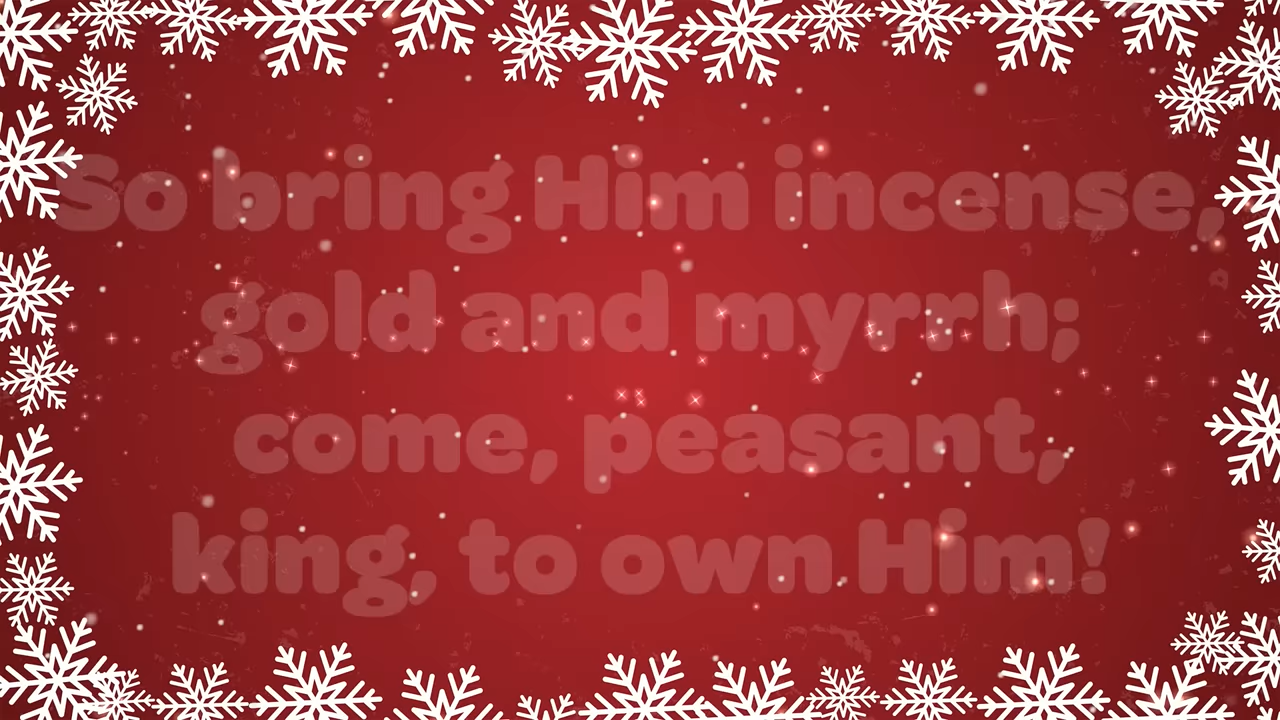 So bring Him incense,
gold and myrrh;
come, peasant,
king, to own Him!